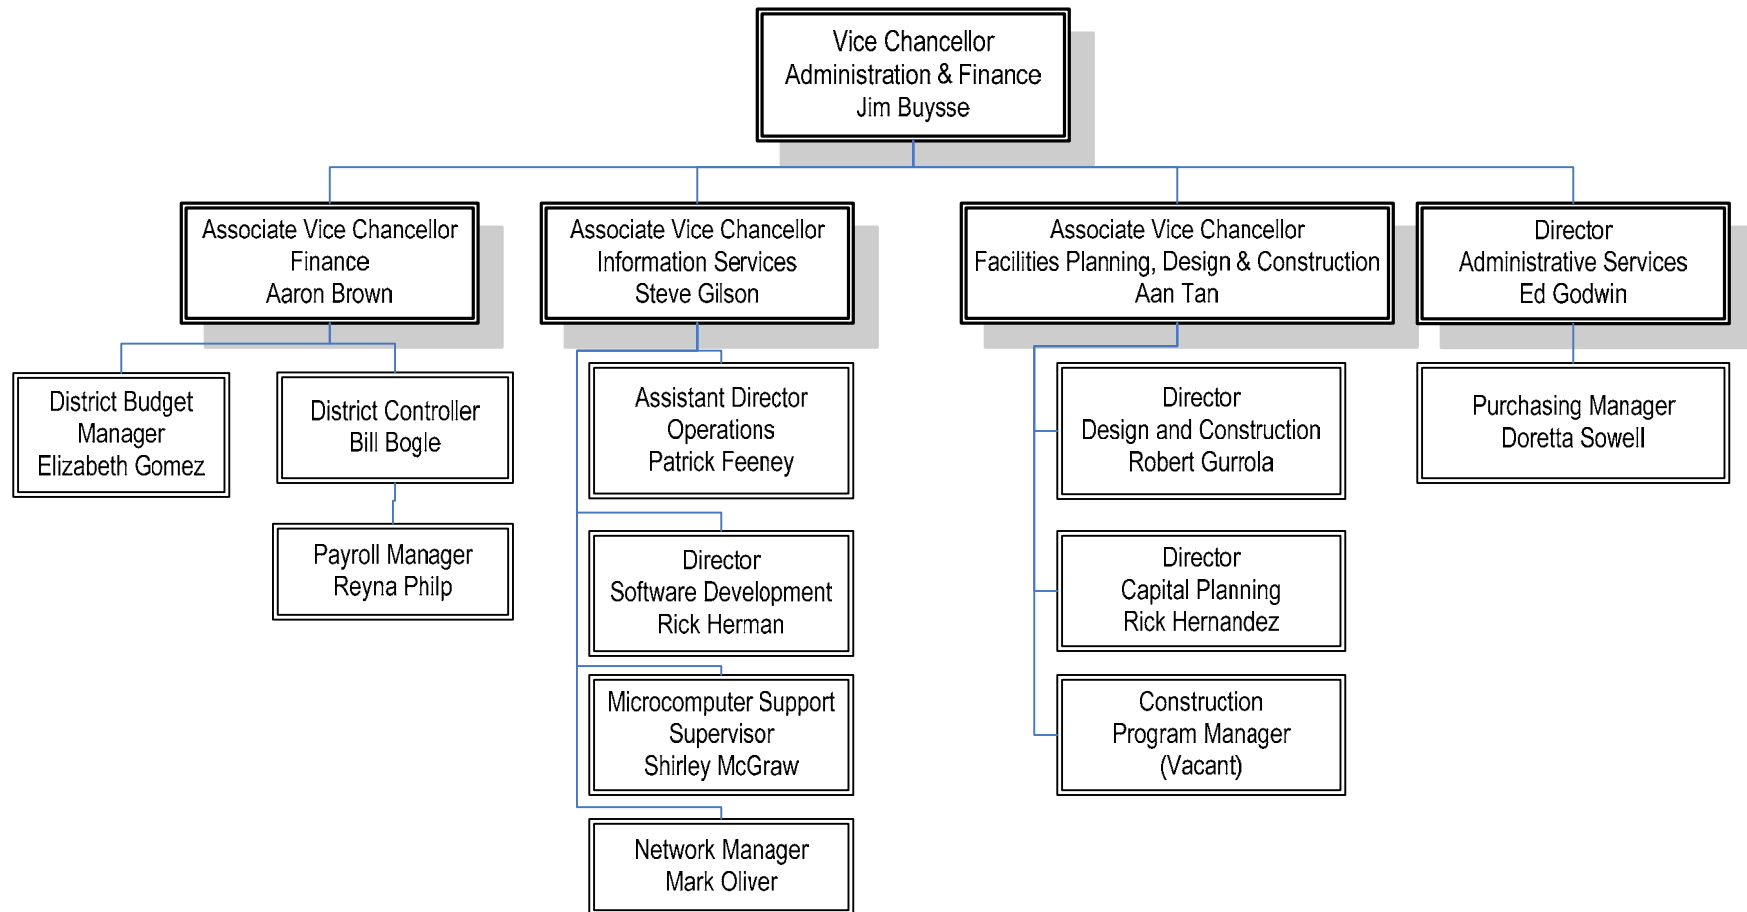 Vice Chancellor
Administration & Finance
Jim Buysse
Associate Vice Chancellor
Finance
Aaron Brown
Associate Vice Chancellor
Information Services
Steve Gilson
Associate Vice Chancellor
Facilities Planning, Design & Construction
Aan Tan
Director
Administrative Services
Ed Godwin
District Budget
Manager
Elizabeth Gomez
District Controller
Bill Bogle
Payroll Manager
Reyna Philp
Assistant Director
Operations
Patrick Feeney
Director
Software Development
Rick Herman
Microcomputer Support
Supervisor
Shirley McGraw
Network Manager
Mark Oliver
Director
Design and Construction
Robert Gurrola
Director
Capital Planning
Rick Hernandez
Construction
Program Manager
(Vacant)
Purchasing Manager
Doretta Sowell